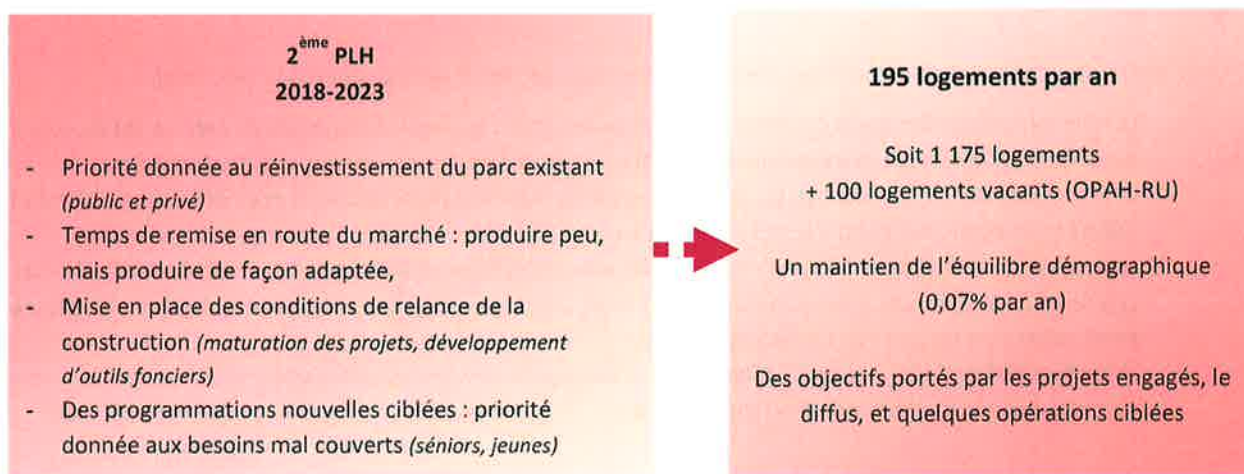 2ème PLH
2018-2023
- Priorité donnée au réinvestissement du parc existant
(public et privé)
- Temps de remise en route du marché : produire peu,
mais produire de façon adaptée,
- Mise en place des conditions de relance de la
construction (maturation des projets, développement
d'outils fonciers)
- Des programmations nouvelles ciblées : priorité
donnée aux besoins mal couverts (séniors, jeunes)
195 logements par an
Soit 1 175 logements
+ 100 logements vacants (OPAH-RU)
Un maintien de l'équilibre démographique
(0,07% par an)
Des objectifs portés par les projets engagés, le
diffus, et quelques opérations ciblées